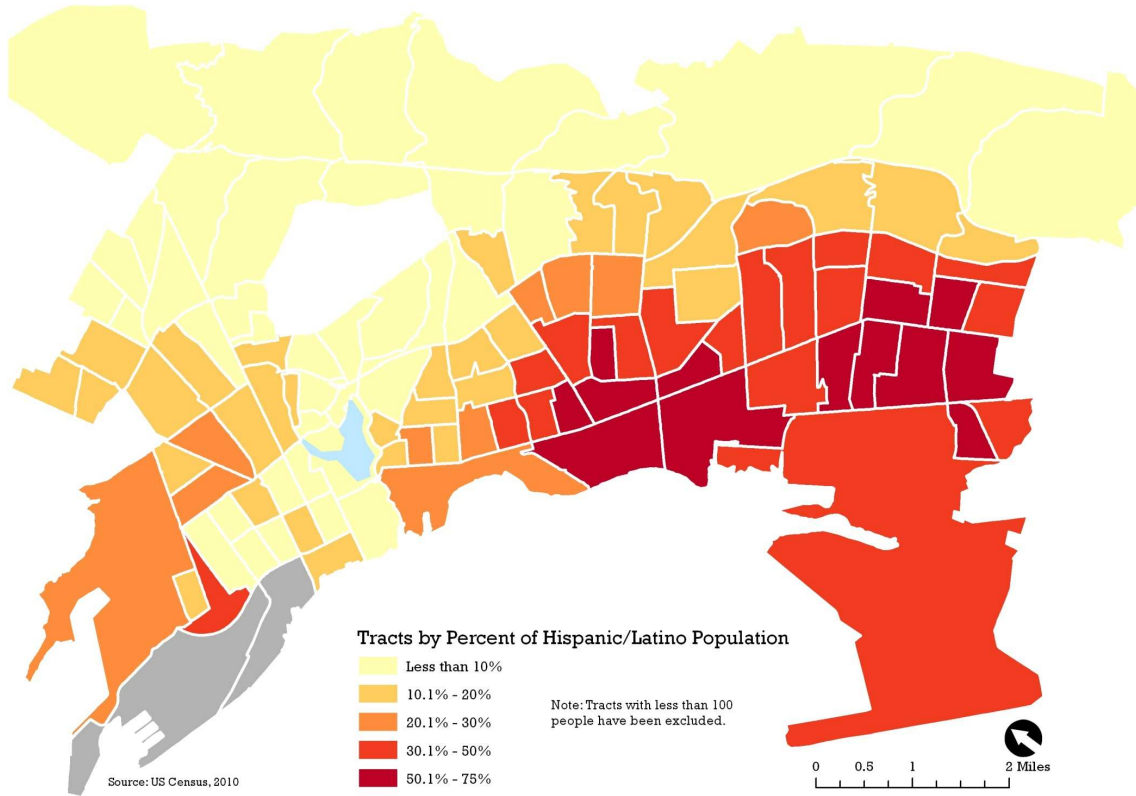 Tracts by Percent of Hispanic/Latino Population
Less than 10%
10.1% - 20%
20.1% - 30%
30.1% - 50%
50.1% - 75%
Note: Tracts with less than 100
people have been excluded.
Source: US Census, 2010
0 0.5 1 2 Miles